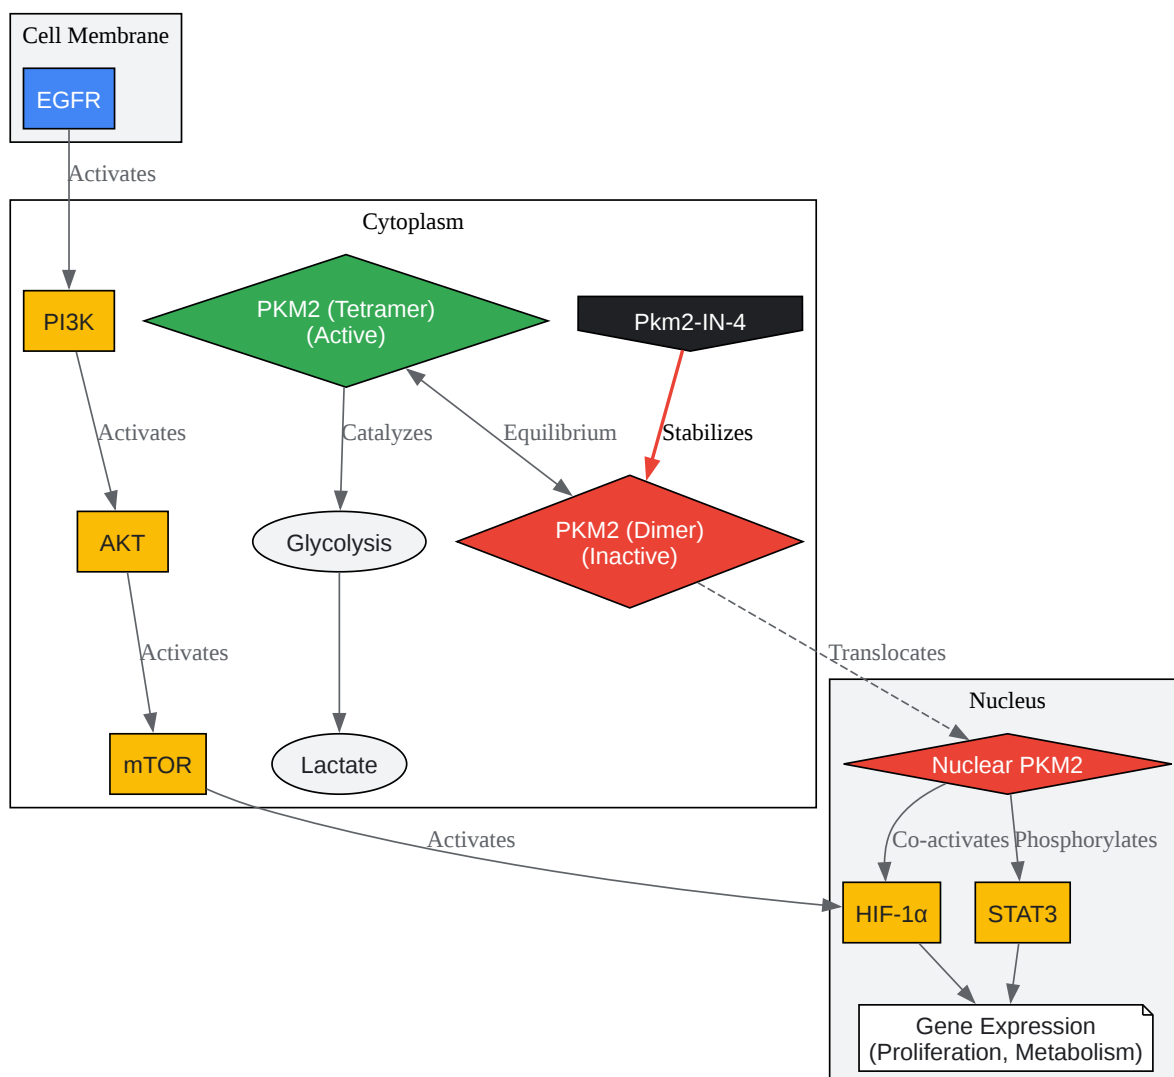 Cell Membrane
EGFR
Activates
Cytoplasm
PI3K
PKM2 (Tetramer)
(Active)
Pkm2-IN-4
Activates
Catalyzes
Equilibrium
Stabilizes
AKT
Glycolysis
PKM2 (Dimer)
(Inactive)
Activates
Translocates
Nucleus
mTOR
Lactate
Nuclear PKM2
Activates
Co-activates
Phosphorylates
HIF-1α
STAT3
Gene Expression
(Proliferation, Metabolism)